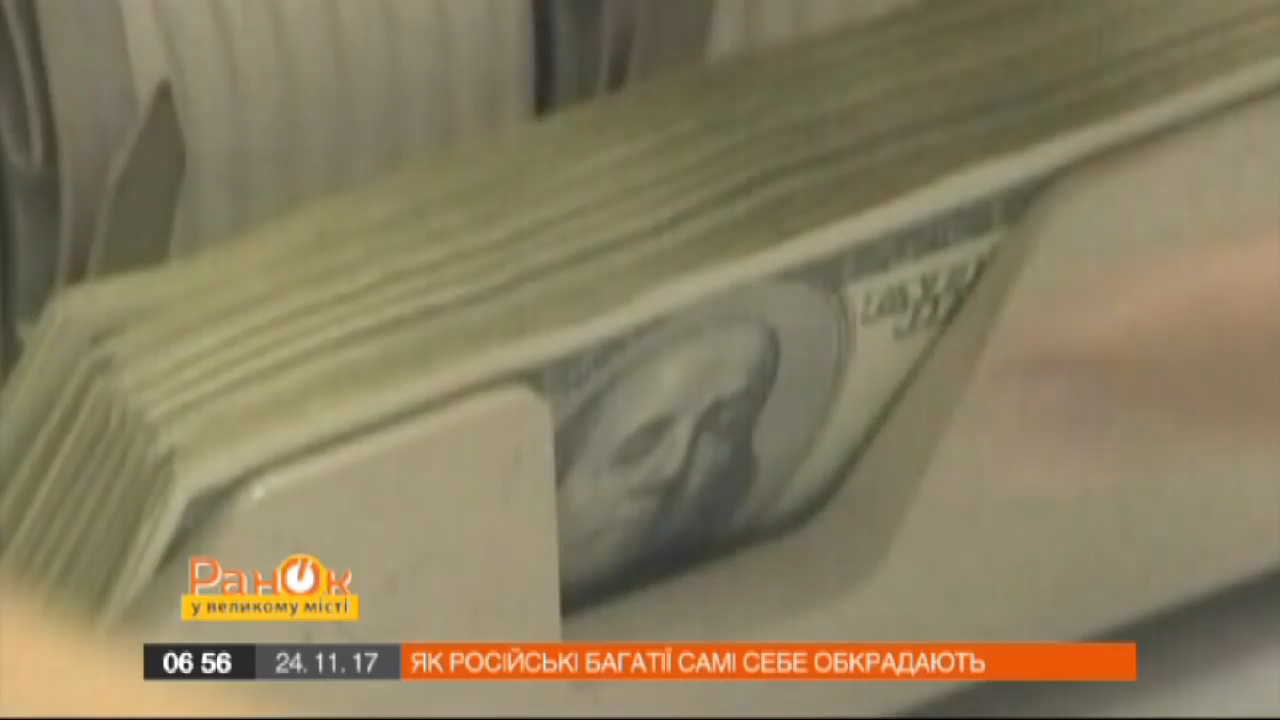 Ранок
у великому місті
06 56 24. 11. 17 ЯК РОСІЙСЬКІ БАГАТІЇ САМІ СЕБЕ ОБКРАДАЮТЬ